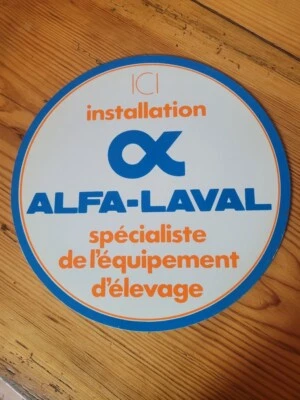 ICI
installation
α
ALFA-LAVAL
spécialiste
de l'équipement
d'élevage